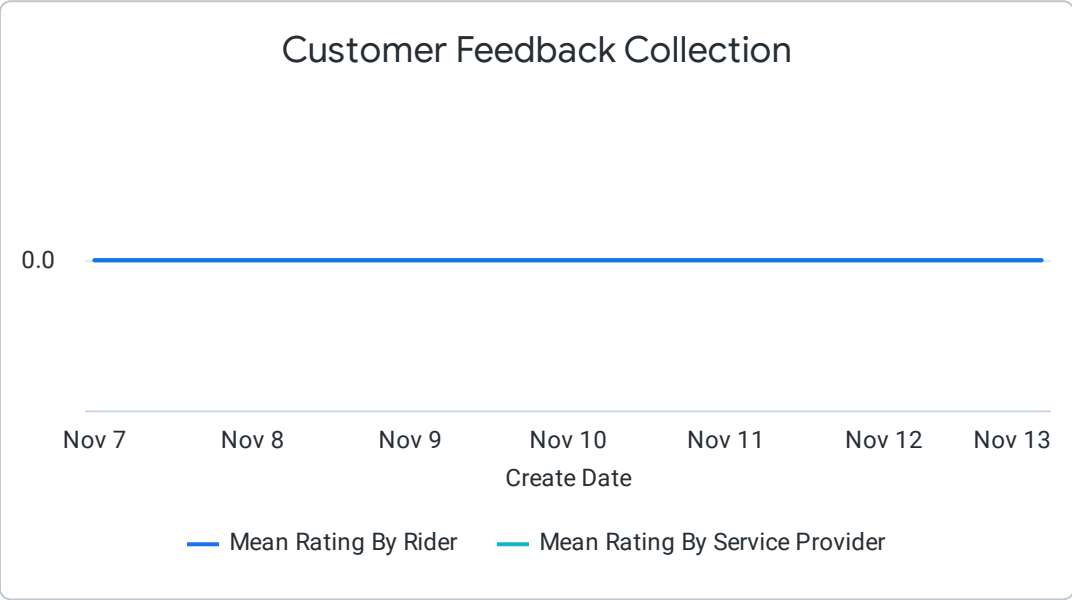 Customer Feedback Collection
0.0
Nov 7 Nov 8 Nov 9 Nov 10 Nov 11 Nov 12 Nov 13
Create Date
Mean Rating By Rider Mean Rating By Service Provider